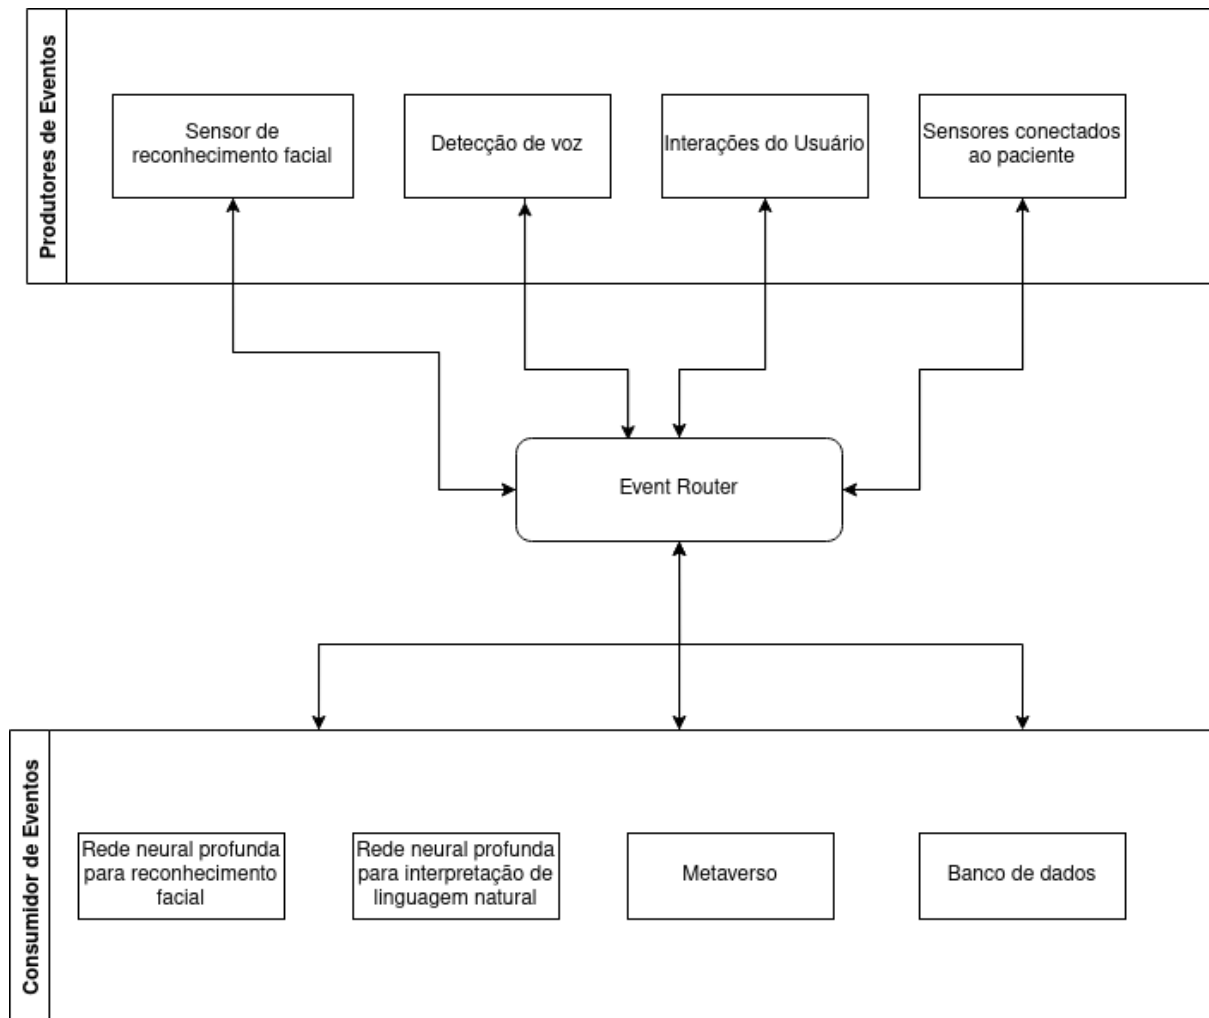 Produtores de Eventos
Sensor de
reconhecimento facial
Detecção de voz
Interações do Usuário
Sensores conectados
ao paciente
Event Router
Consumidor de Eventos
Rede neural profunda
para reconhecimento
facial
Rede neural profunda
para interpretação de
linguagem natural
Metaverso
Banco de dados